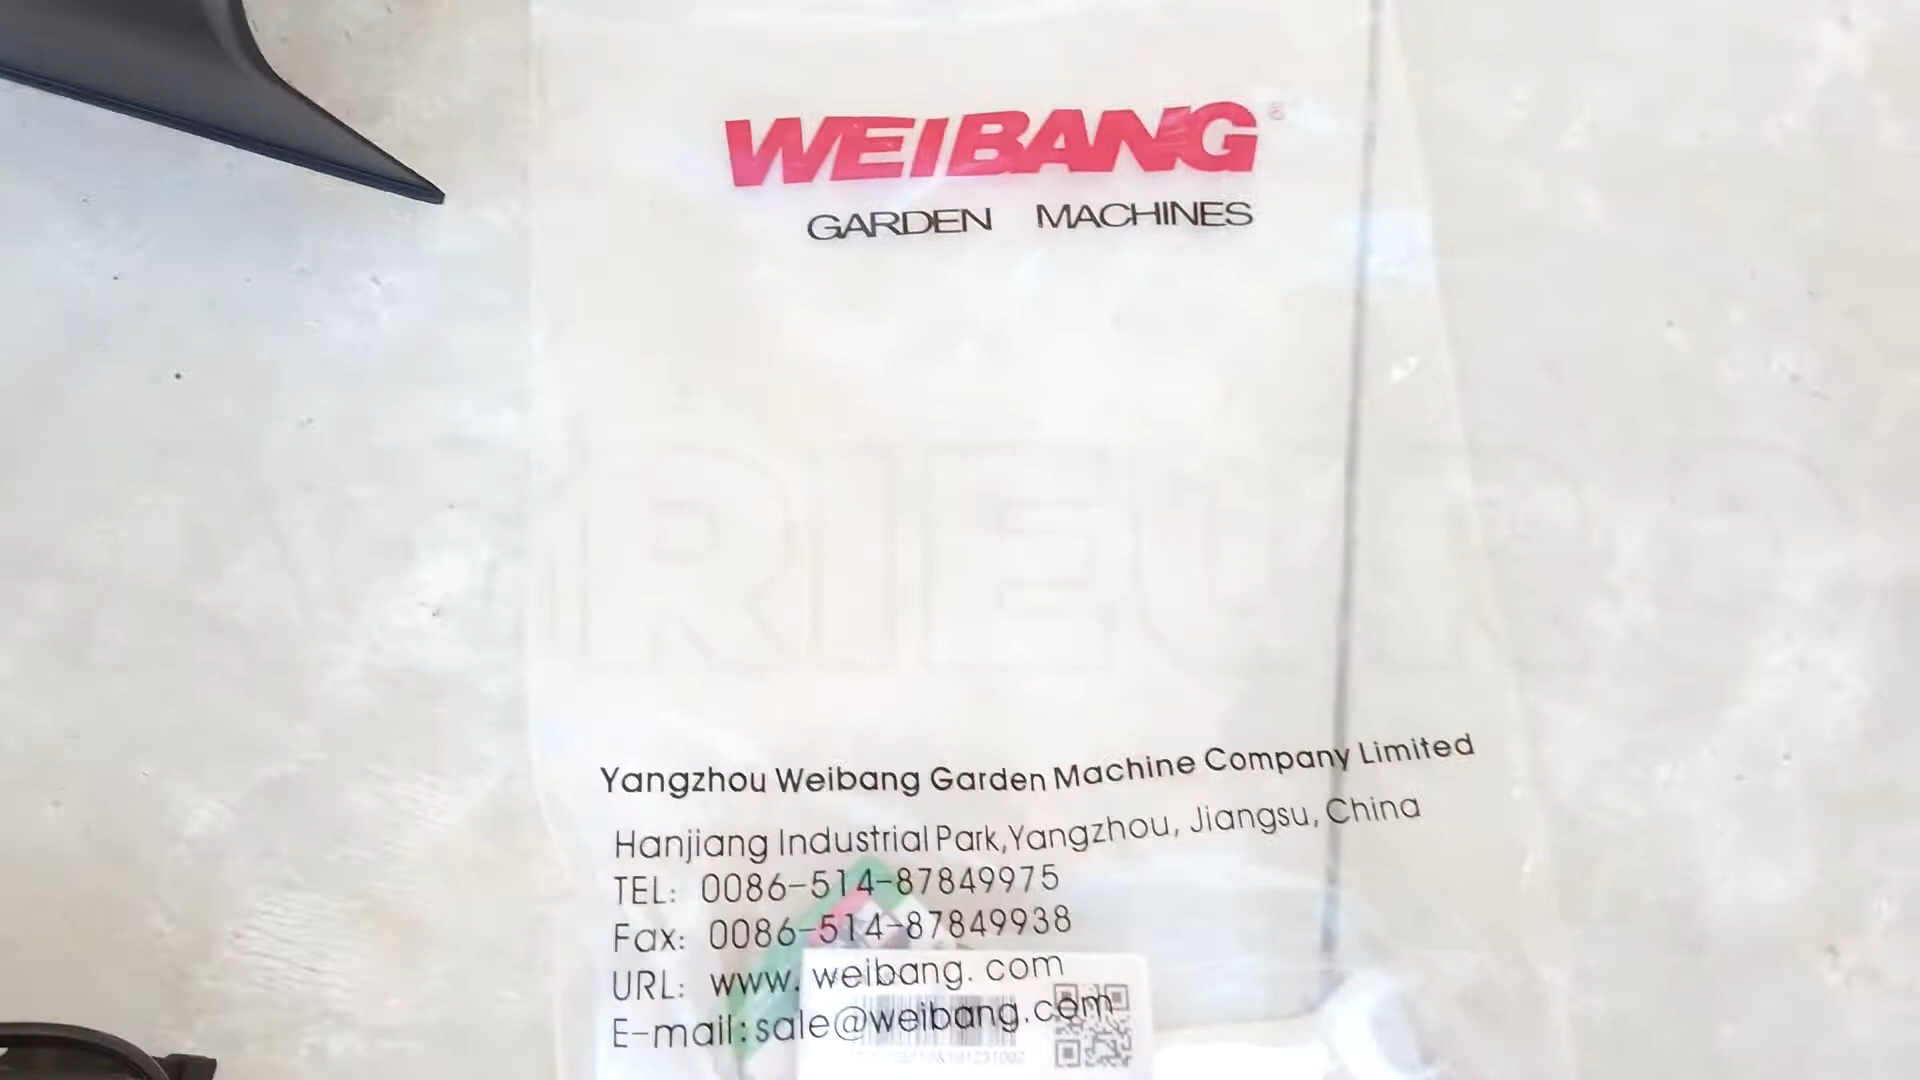 WEIBANG®
GARDEN MACHINES
Yangzhou Weibang Garden Machine Company Limited
Hanjiang Industrial Park,Yangzhou, Jiangsu, China
TEL: 0086-514-87849975
Fax: 0086-514-87849938
URL: www. weibang. com
E-mail:sale@weibang.com